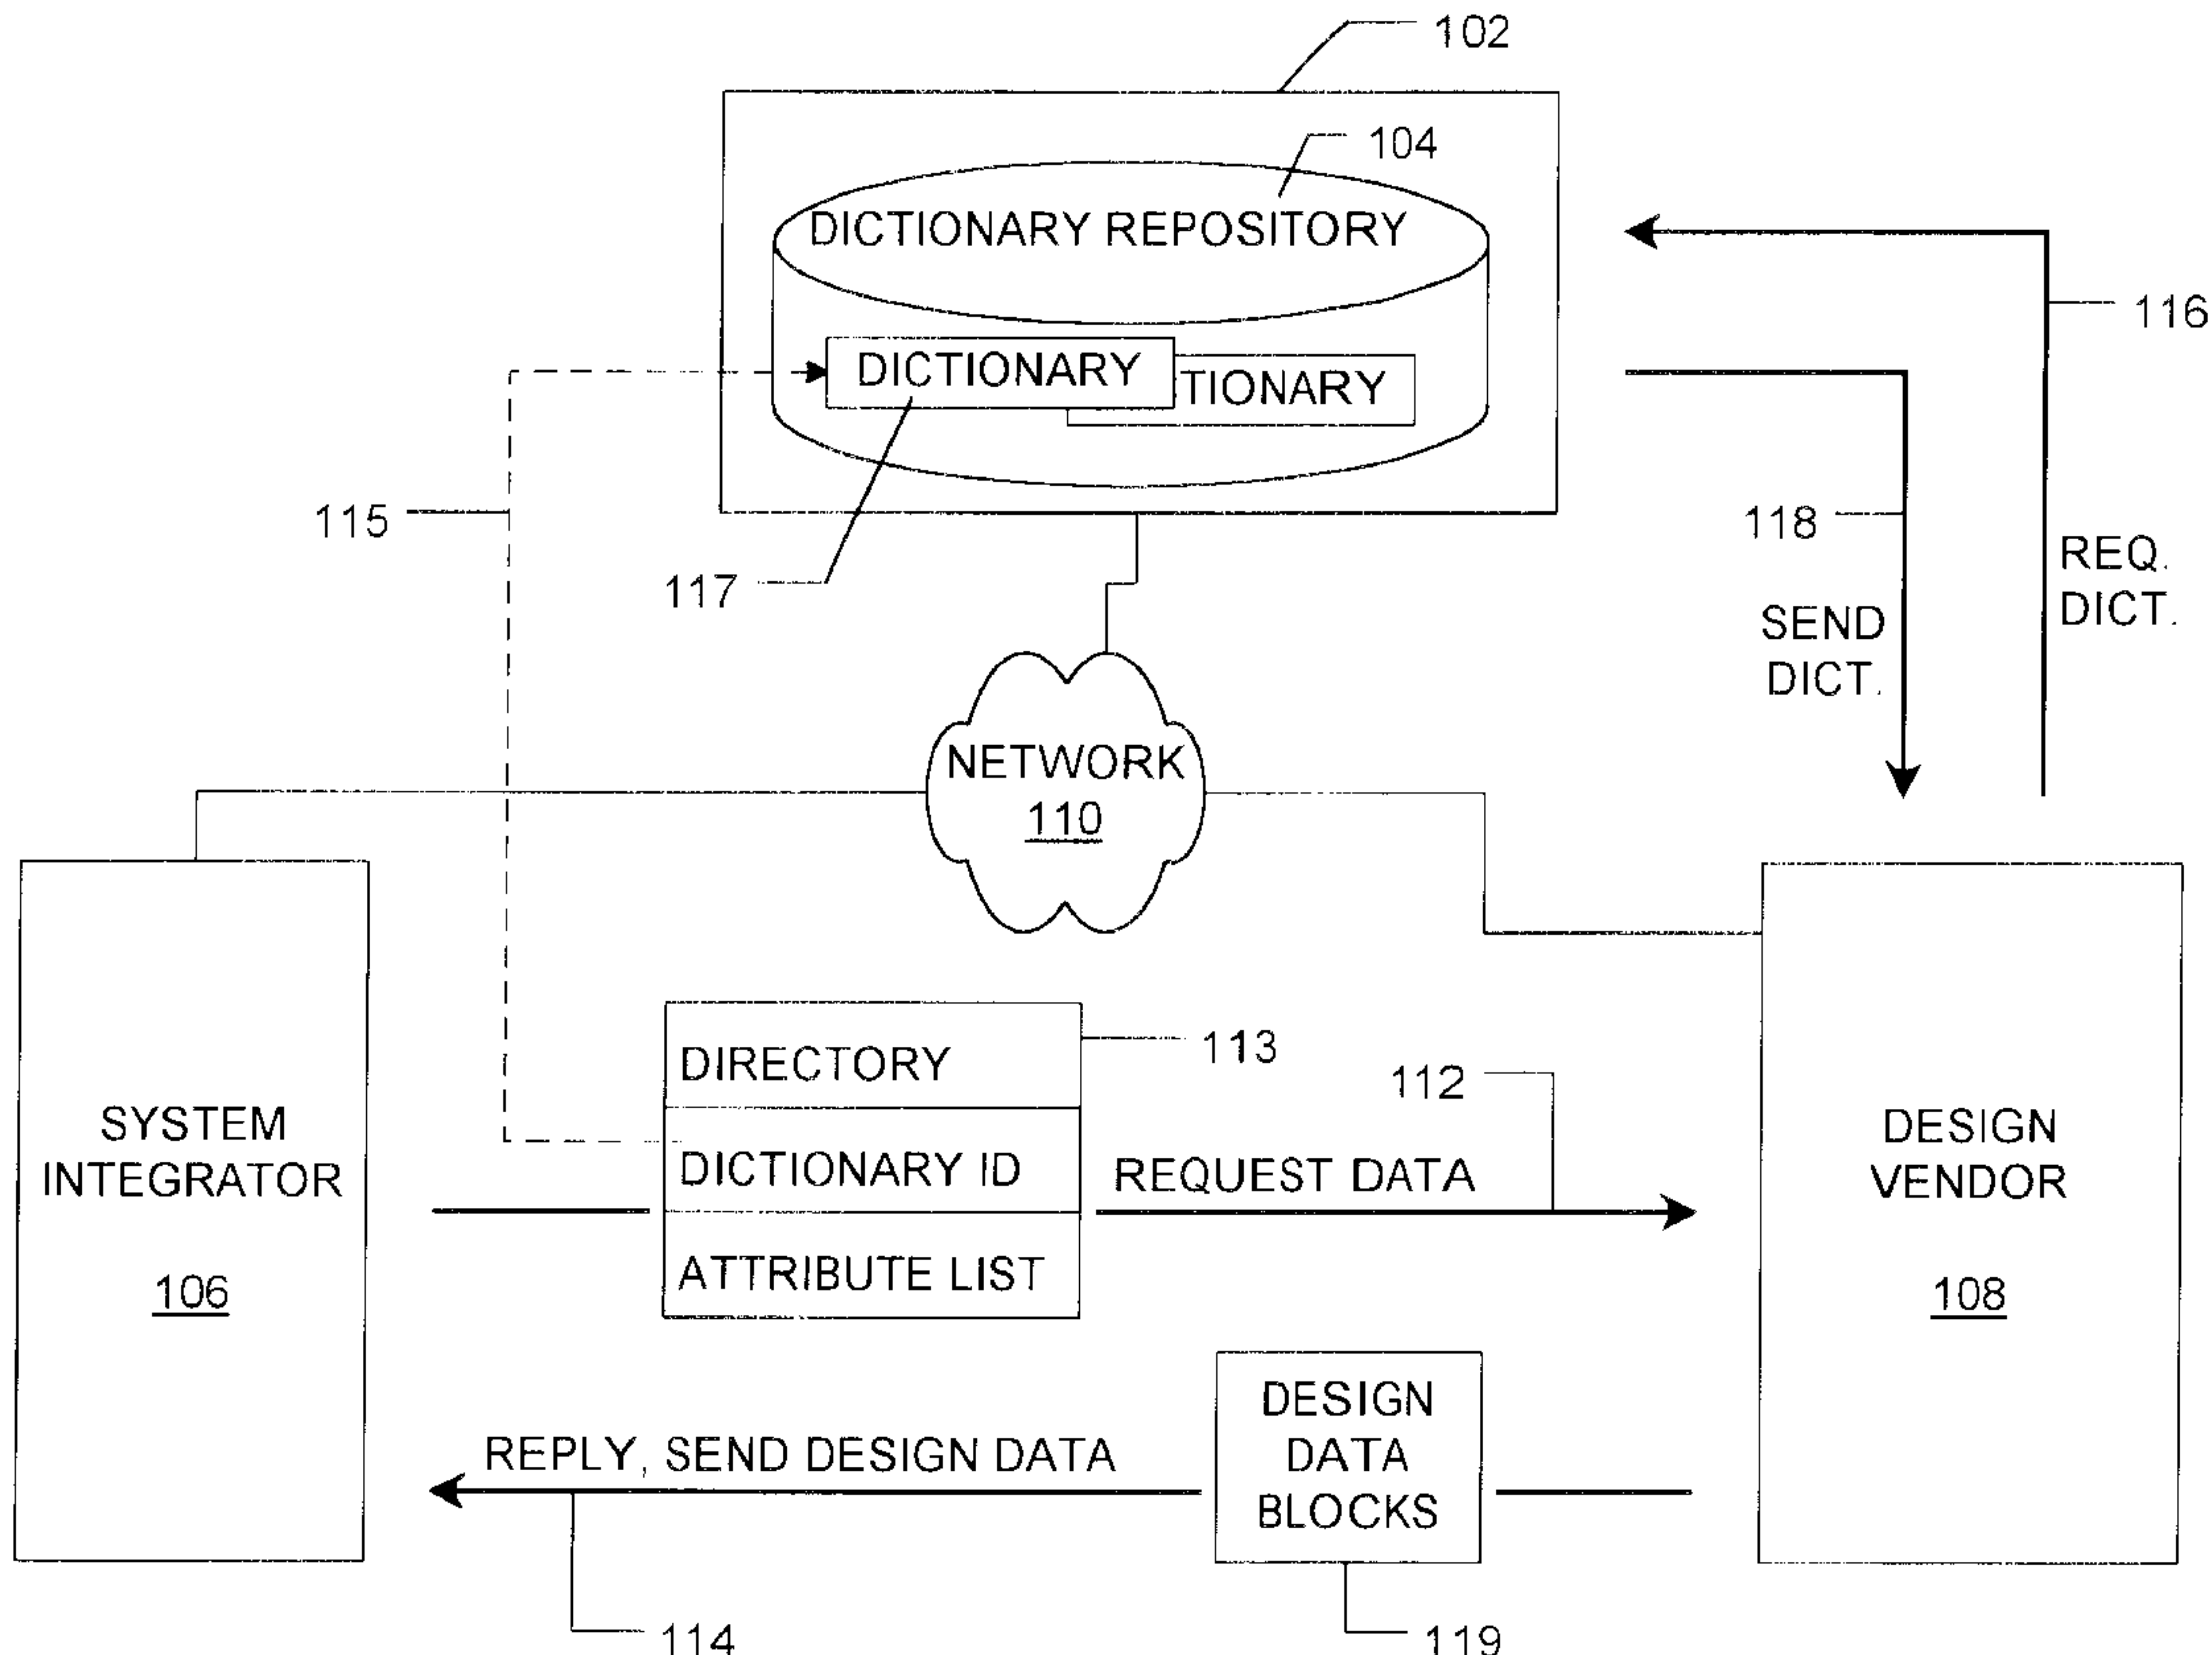 102
104
DICTIONARY REPOSITORY
DICTIONARY
TIONARY
116
115
118
117
REQ.
DICT.
SEND
DICT.
NETWORK
110
113
DIRECTORY
DICTIONARY ID
ATTRIBUTE LIST
112
REQUEST DATA
SYSTEM
INTEGRATOR
106
DESIGN
VENDOR
108
DESIGN
DATA
BLOCKS
REPLY, SEND DESIGN DATA
114
119